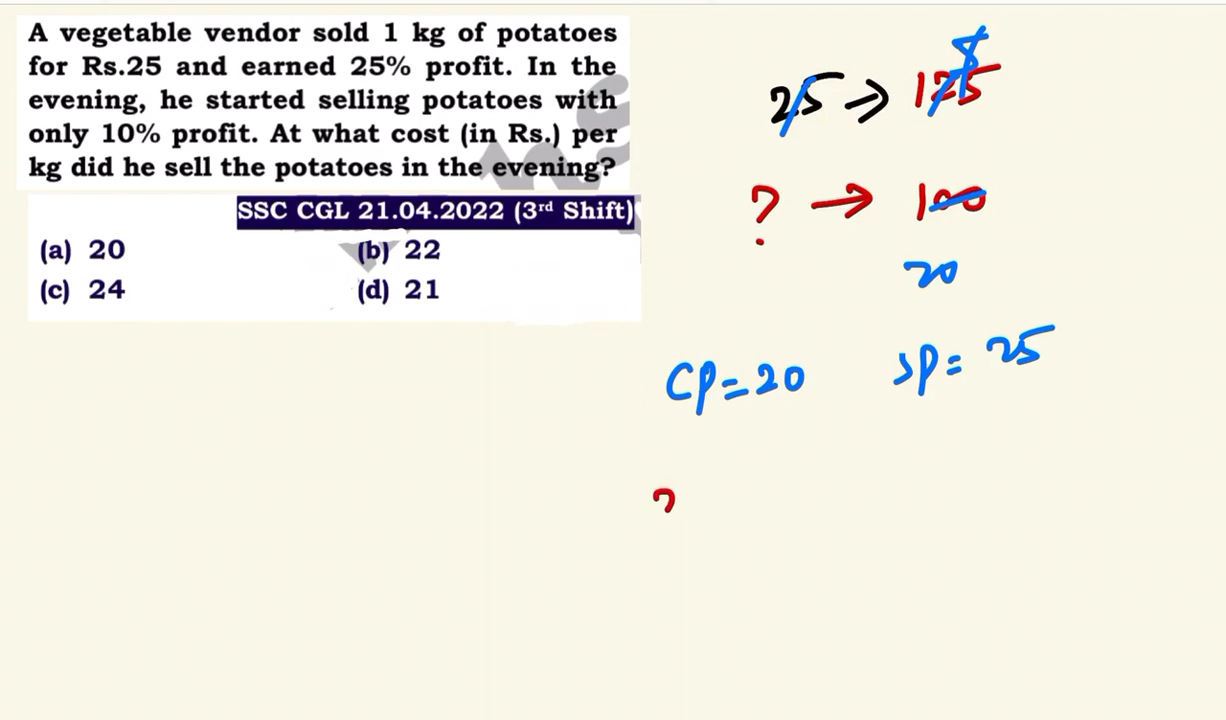 A vegetable vendor sold 1 kg of potatoes
for Rs.25 and earned 25% profit. In the
evening, he started selling potatoes with
only 10% profit. At what cost (in Rs.) per
kg did he sell the potatoes in the evening?
SSC CGL 21.04.2022 (3rd Shift)
(a) 20 (b) 22
(c) 24 (d) 21
25 → 125
? → 100
20
CP=20 SP= 25